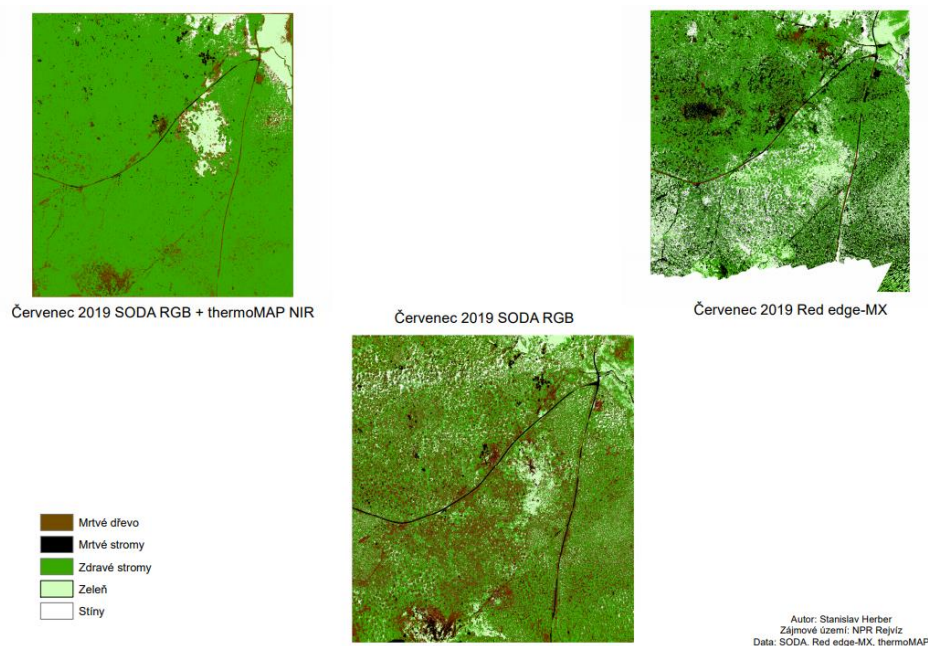 Červenec 2019 SODA RGB + thermoMAP NIR
Červenec 2019 SODA RGB
Červenec 2019 Red edge-MX
Mrtvé dřevo
Mrtvé stromy
Zdravé stromy
Zeleň
Stíny
Autor: Stanislav Herber
Zájmové území: NPR Rejvíz
Data: SODA, Red edge-MX, thermoMAP